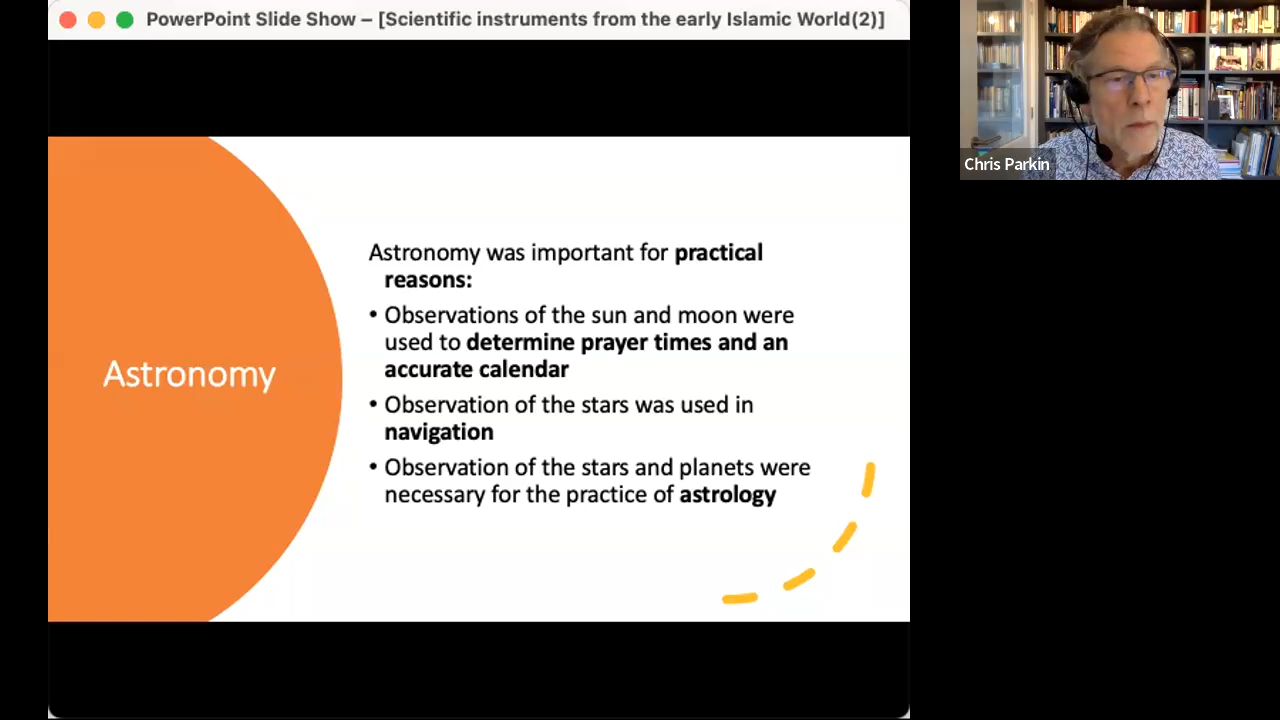 PowerPoint Slide Show – [Scientific instruments from the early Islamic World(2)]
Chris Parkin
Astronomy
Astronomy was important for practical
reasons:
• Observations of the sun and moon were
used to determine prayer times and an
accurate calendar
• Observation of the stars was used in
navigation
• Observation of the stars and planets were
necessary for the practice of astrology